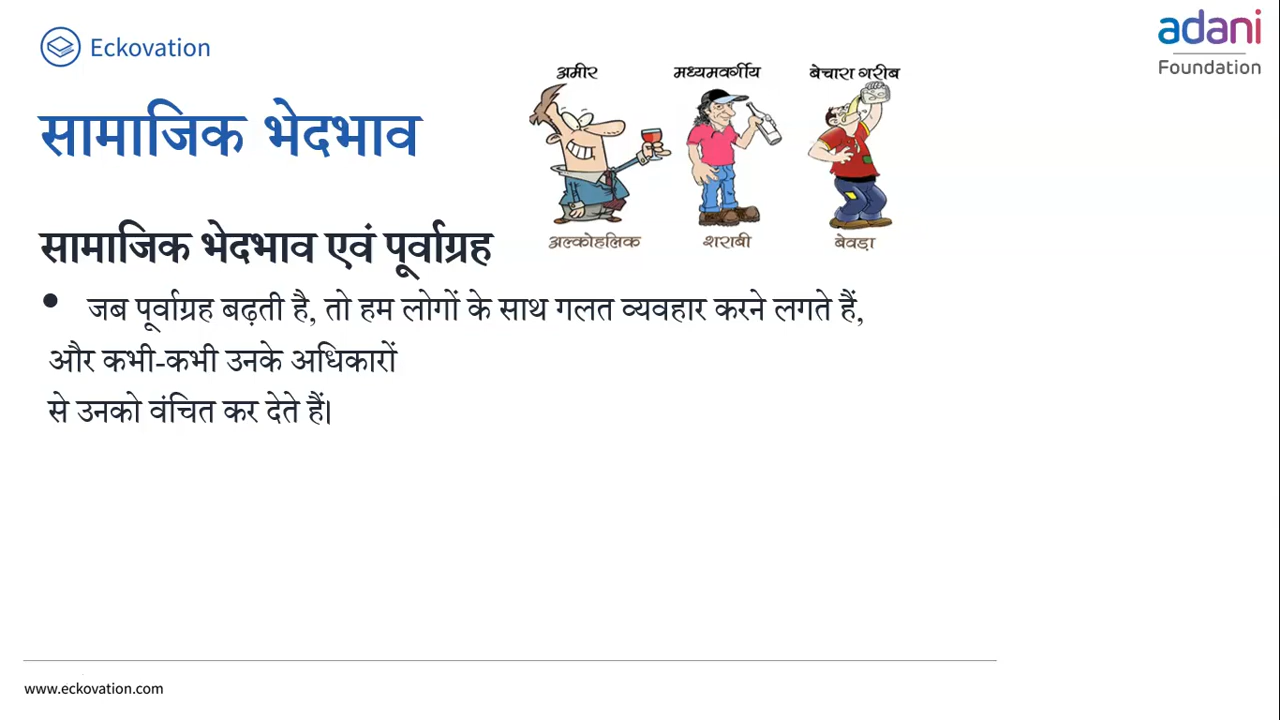 Eckovation
adani
Foundation
अमीर मध्यमवर्गीय बेचारा गरीब
सामाजिक भेदभाव
अल्कोहलिक शराबी बेवड़ा
सामाजिक भेदभाव एवं पूर्वाग्रह
• जब पूर्वाग्रह बढ़ती है, तो हम लोगों के साथ गलत व्यवहार करने लगते हैं,
और कभी-कभी उनके अधिकारों
से उनको वंचित कर देते हैं।
www.eckovation.com